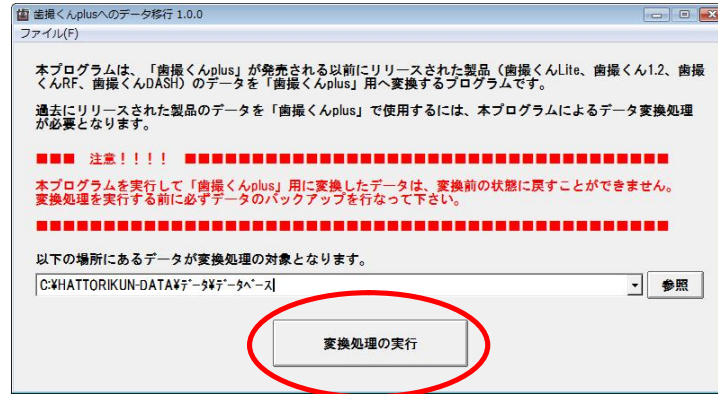 歯撮くんplusへのデータ移行 1.0.0
ファイル(F)
本プログラムは、「歯撮くんplus」が発売される以前にリリースされた製品（歯撮くんLite、歯撮くん1.2、歯撮
くんRF、歯撮くんDASH）のデータを「歯撮くんplus」用へ変換するプログラムです。
過去にリリースされた製品のデータを「歯撮くんplus」で使用するには、本プログラムによるデータ変換処理
が必要となります。
■■■ 注意！！！！ ■■■■■■■■■■■■■■■■■■■■■■■■■■■■■■■■■■■■
本プログラムを実行して「歯撮くんplus」用に変換したデータは、変換前の状態に戻すことができません。
変換処理を実行する前に必ずデータのバックアップを行なって下さい。
■■■■■■■■■■■■■■■■■■■■■■■■■■■■■■■■■■■■■■■■■■■■■■■
以下の場所にあるデータが変換処理の対象となります。
C:¥HATTORIKUN-DATA¥ﾃﾞｰﾀ¥ﾃﾞｰﾀﾍﾞｰｽ
参照
変換処理の実行